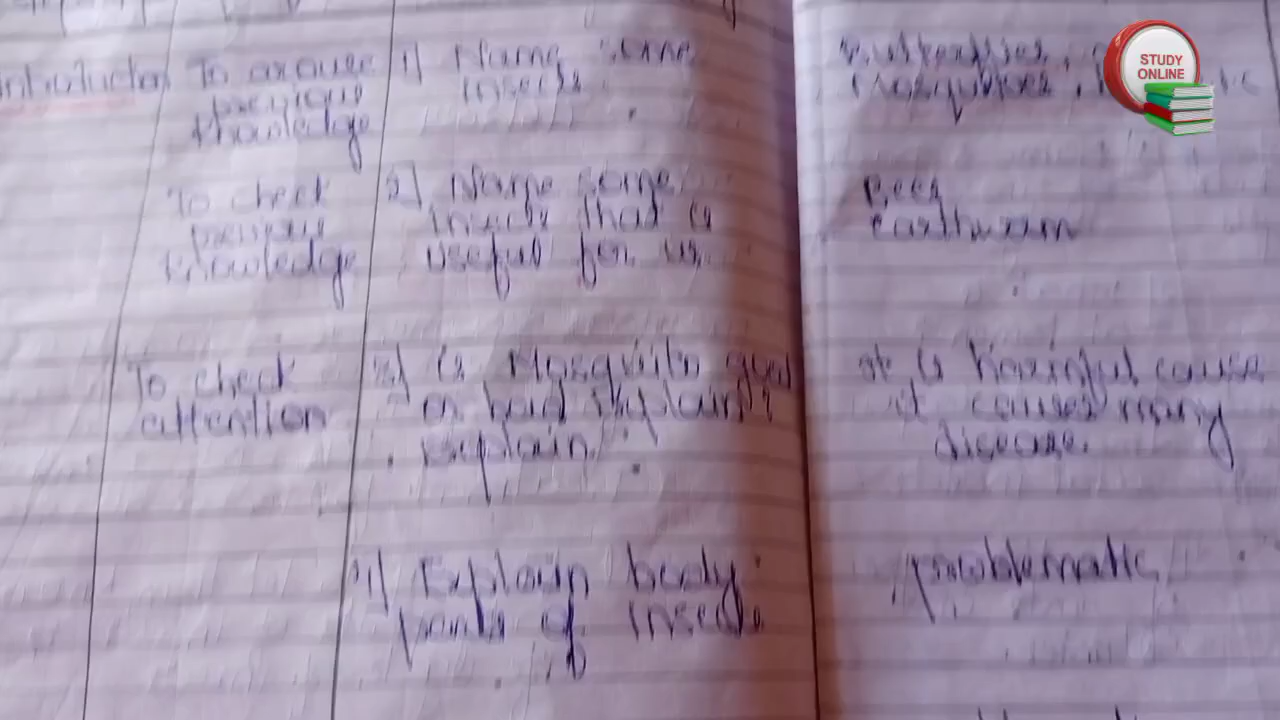 Introduction
To arouse
previous
knowledge
1) Name some
insects.
Butterflies,
Mosquitoes,
To check
previous
knowledge
2) Name some
insects that is
useful for us.
Bees
earthworm
To check
attention
3) is Mosquito good
or bad
explain.
it is harmful cause
it causes many
disease.
4) Explain body
parts of insects
problematic
STUDY
ONLINE